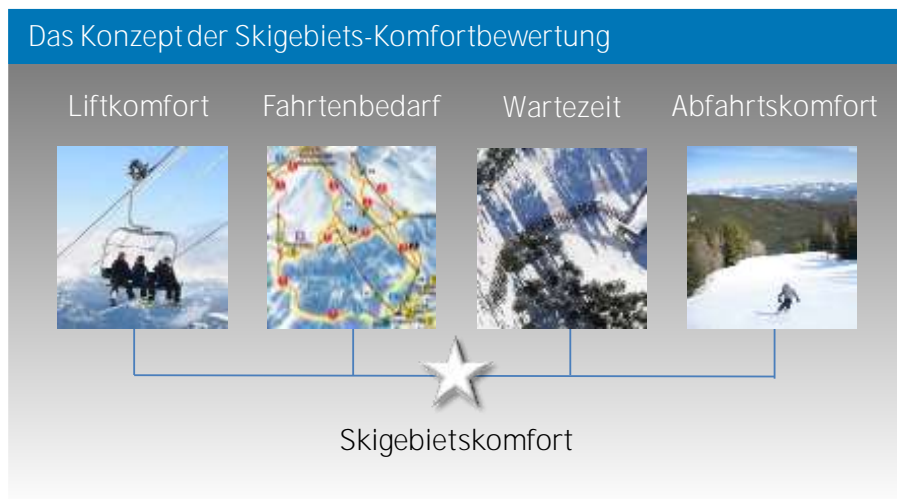 Das Konzept der Skigebiets-Komfortbewertung
Liftkomfort Fahrtenbedarf Wartezeit Abfahrtskomfort
Skigebietskomfort